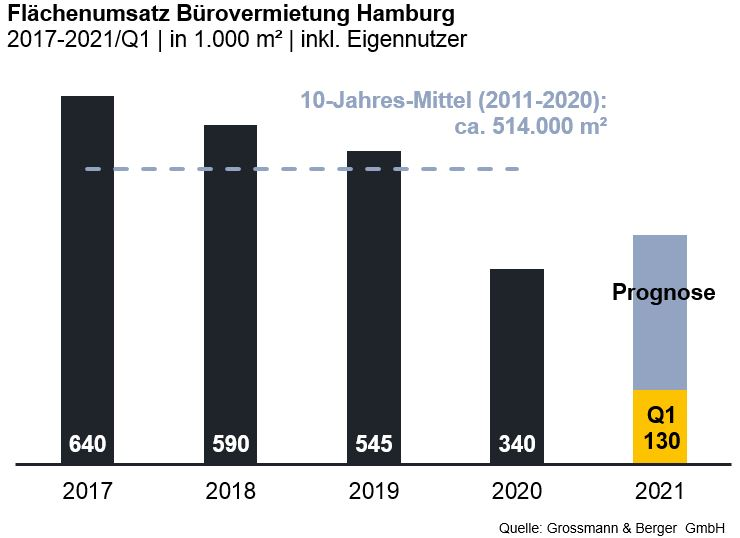 Flächenumsatz Bürovermietung Hamburg
2017-2021/Q1 | in 1.000 m² | inkl. Eigennutzer
10-Jahres-Mittel (2011-2020):
ca. 514.000 m²
Prognose
Q1
640 590 545 340 130
2017 2018 2019 2020 2021
Quelle: Grossmann & Berger GmbH